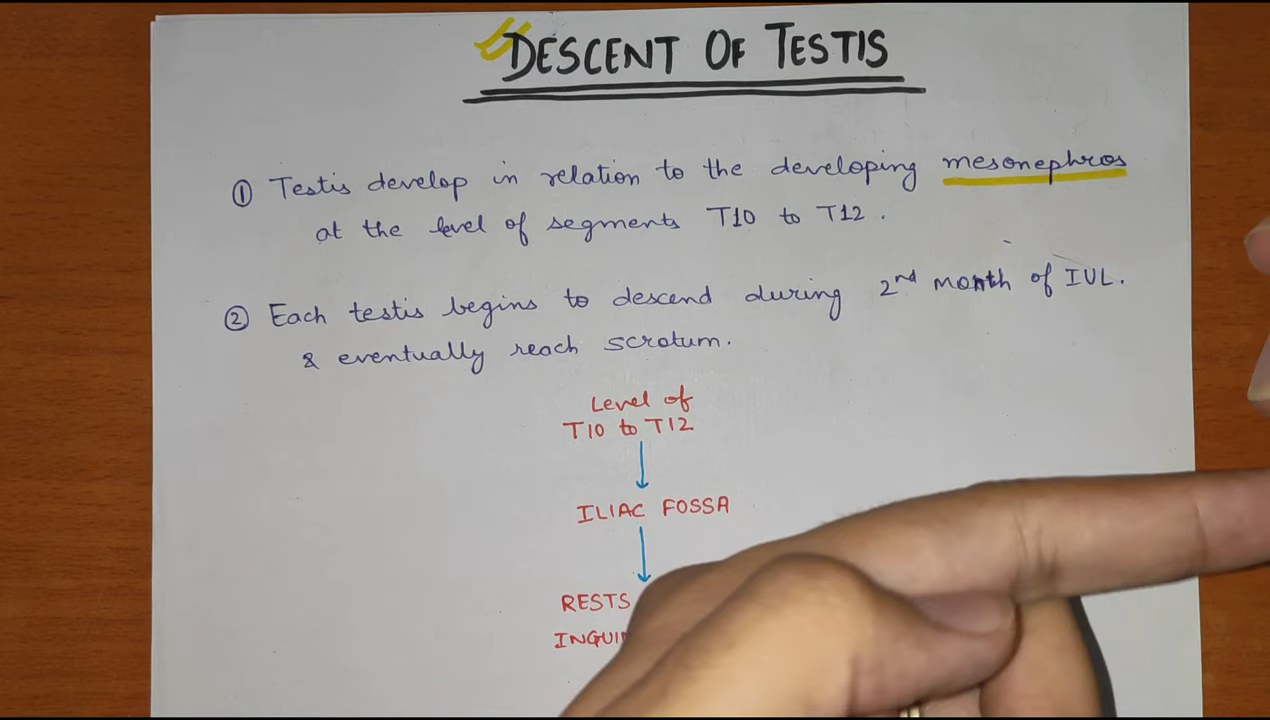 DESCENT OF TESTIS
① Testis develop in relation to the developing mesonephros
at the level of segments T10 to T12.
② Each testis begins to descend during 2nd month of IUL.
& eventually reach scrotum.
Level of
T10 to T12
ILIAC FOSSA
RESTS